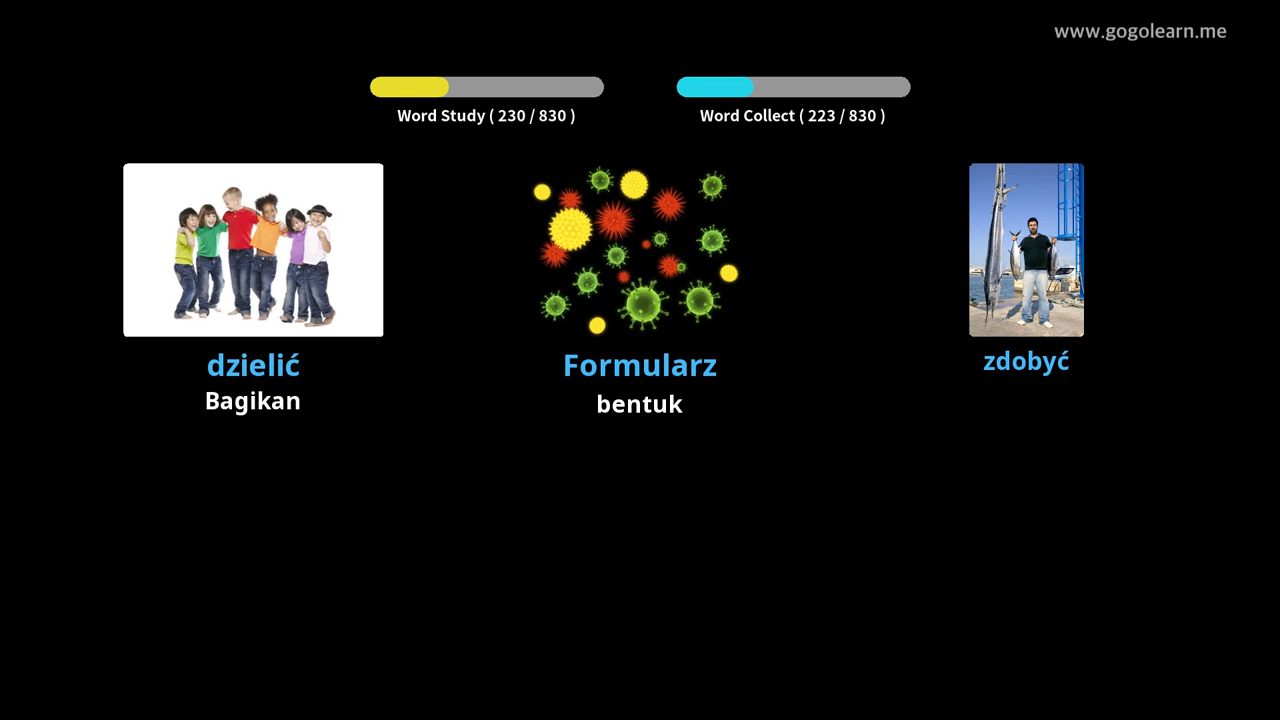 www.gogolearn.me
Word Study ( 230 / 830 )
Word Collect ( 223 / 830 )
dzielić
Bagikan
Formularz
bentuk
zdobyć